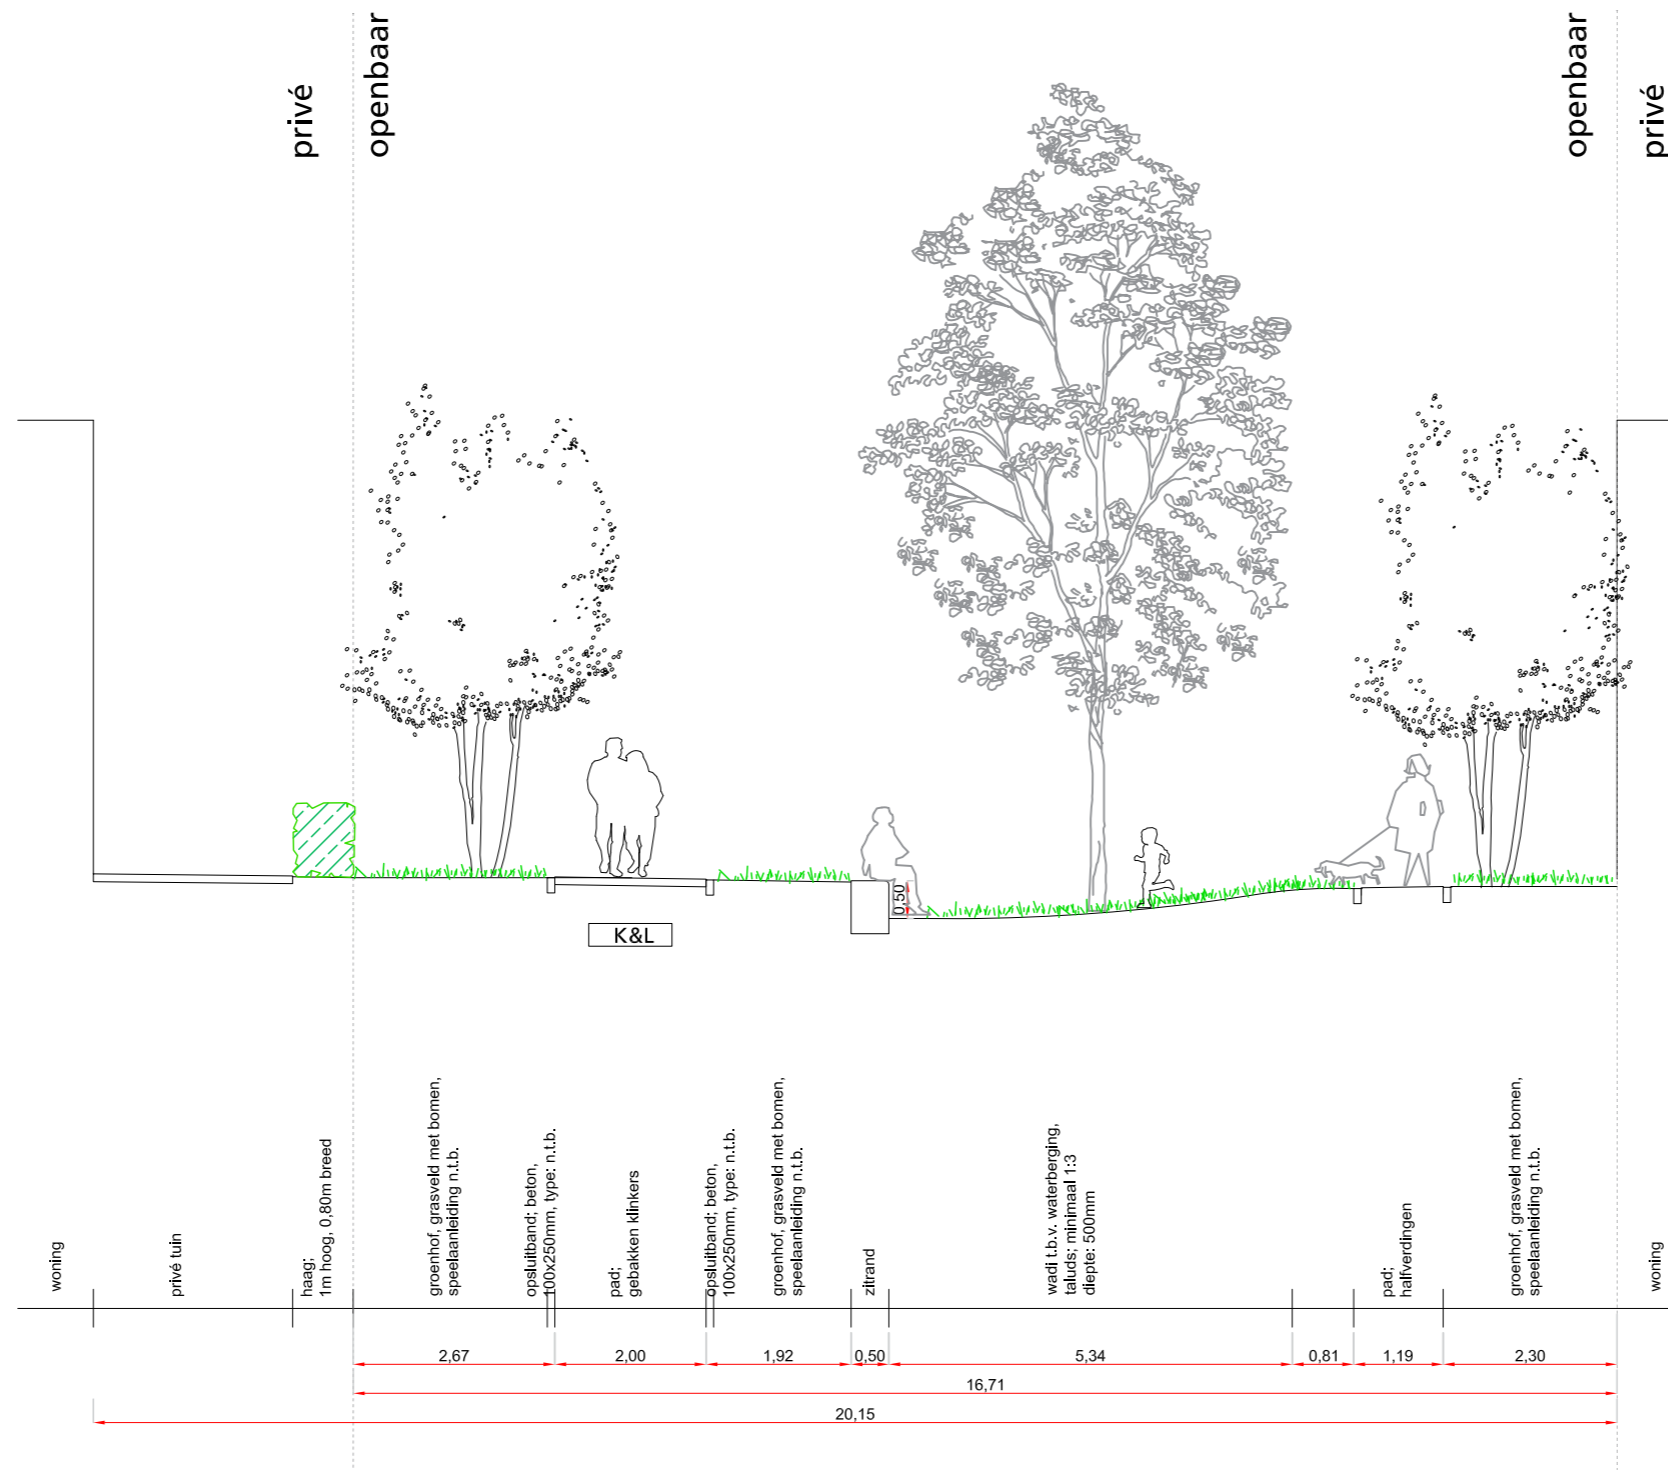 privé
openbaar
openbaar
privé
0,50
K&L
woning
privé tuin
haag;
1m hoog, 0,80m breed
groenhof, grasveld met bomen,
speelaanleiding n.t.b.
opsluitband; beton,
100x250mm, type: n.t.b.
pad;
gebakken klinkers
opsluitband; beton,
100x250mm, type: n.t.b.
groenhof, grasveld met bomen,
speelaanleiding n.t.b.
zitrand
wadi t.b.v. waterberging,
taluds; minimaal 1:3
diepte: 500mm
pad;
halfverdingen
groenhof, grasveld met bomen,
speelaanleiding n.t.b.
woning
2,67
2,00
1,92
0,50
5,34
0,81
1,19
2,30
16,71
20,15